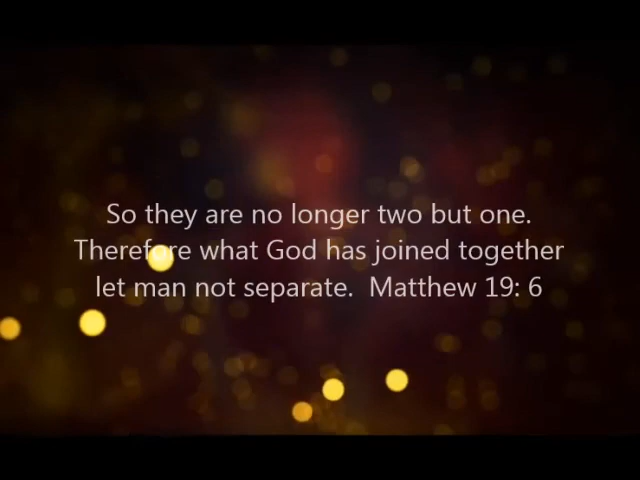 So they are no longer two but one.
Therefore what God has joined together
let man not separate.  Matthew 19: 6